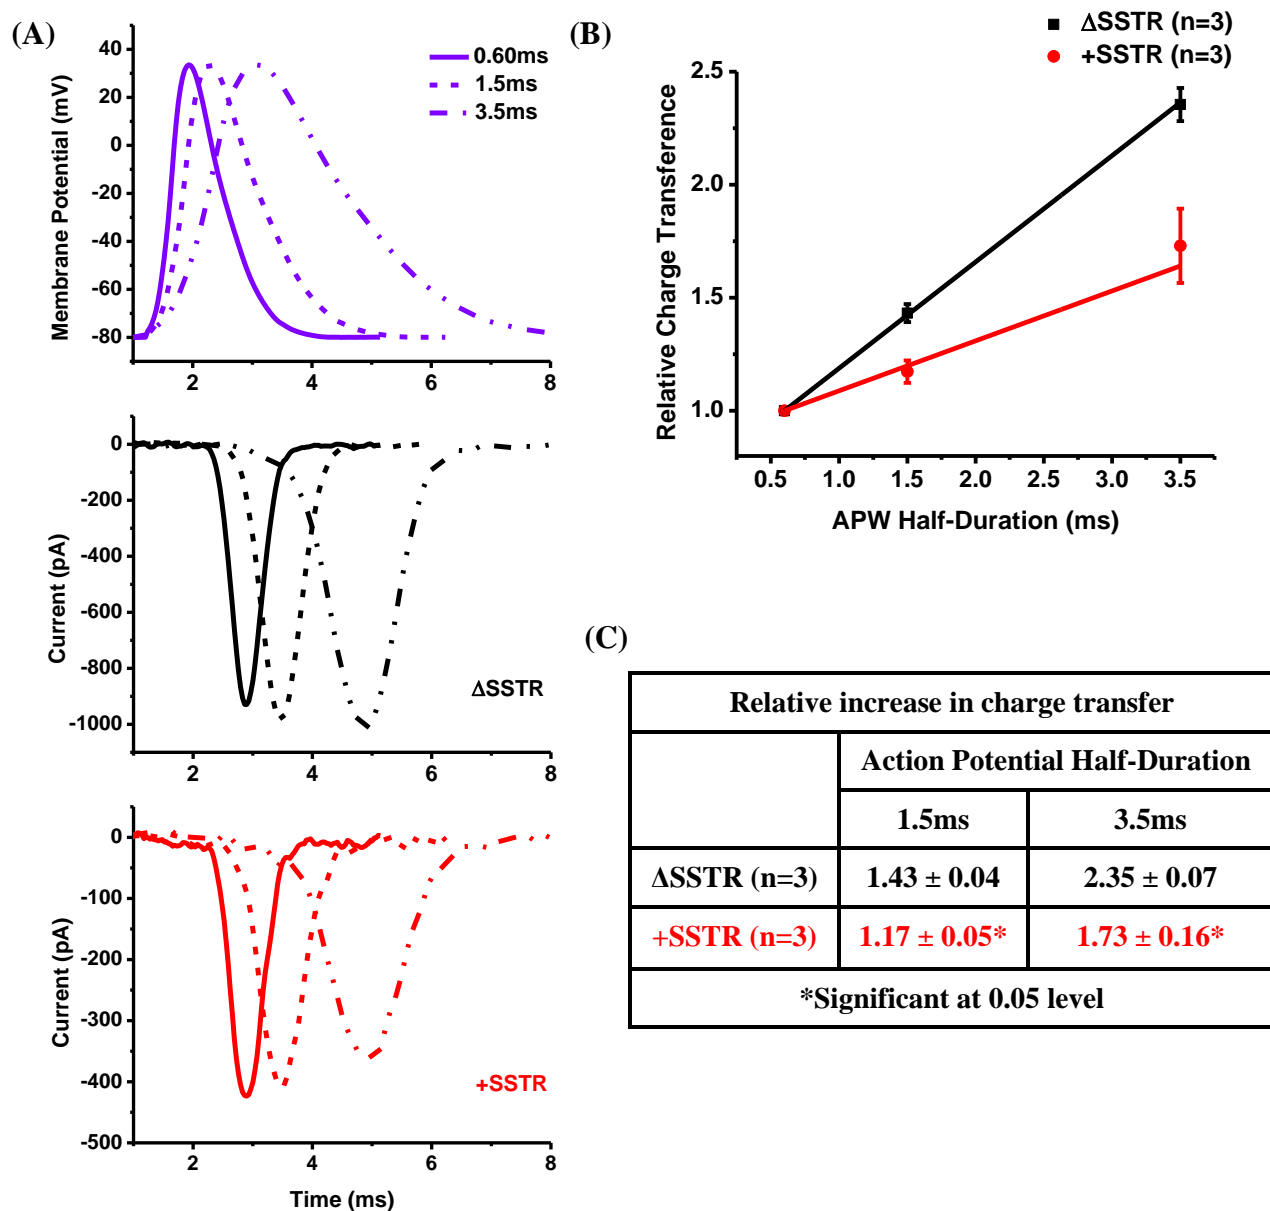 (A)
Membrane Potential (mV)
40
20
0
-20
-40
-60
-80
0.60ms
1.5ms
3.5ms
2
4
6
8
Current (pA)
0
-200
-400
-600
-800
-1000
ΔSSTR
2
4
6
8
Current (pA)
0
-100
-200
-300
-400
-500
+SSTR
2
4
6
8
Time (ms)
(B)
ΔSSTR (n=3)
+SSTR (n=3)
Relative Charge Transference
2.5
2.0
1.5
1.0
0.5
1.0
1.5
2.0
2.5
3.0
3.5
APW Half-Duration (ms)
(C)
Relative increase in charge transfer
Action Potential Half-Duration
1.5ms 3.5ms
ΔSSTR (n=3) 1.43 ± 0.04 2.35 ± 0.07
+SSTR (n=3) 1.17 ± 0.05* 1.73 ± 0.16*
*Significant at 0.05 level